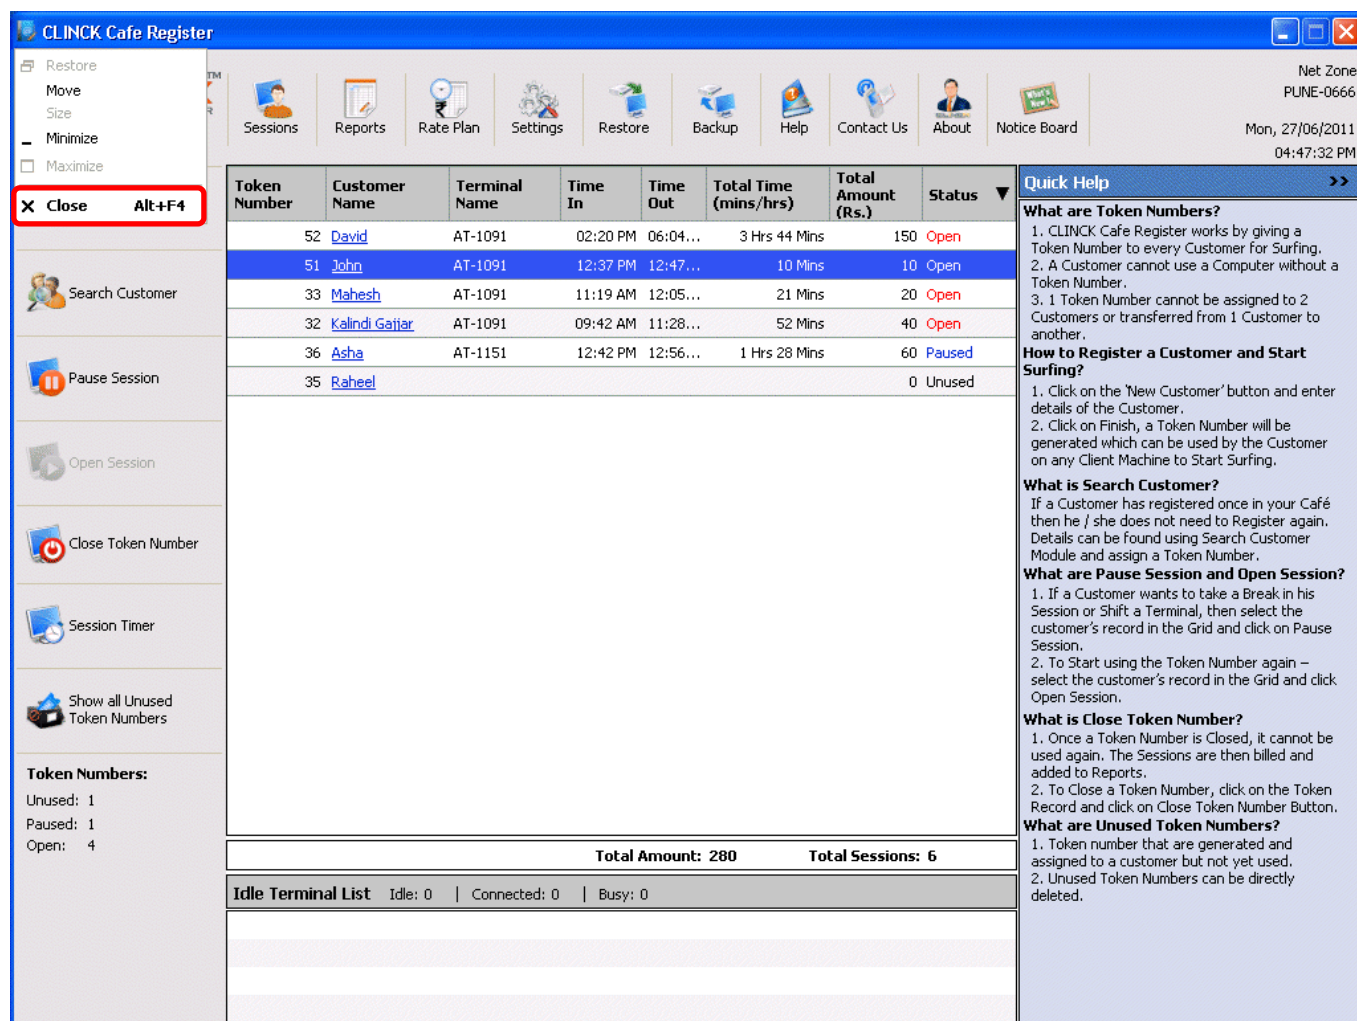 CLINCK Cafe Register
Restore
Move
Size
Minimize
Maximize
Close Alt+F4
TM
R
Sessions
Reports
Rate Plan
Settings
Restore
Backup
Help
Contact Us
About
Notice Board
Net Zone
PUNE-0666
Mon, 27/06/2011
04:47:32 PM
Search Customer
Pause Session
Open Session
Close Token Number
Session Timer
Show all Unused
Token Numbers
Token Numbers:
Unused: 1
Paused: 1
Open: 4
Token Number Customer Name Terminal Name Time In Time Out Total Time (mins/hrs) Total Amount (Rs.) Status ▼
52 David AT-1091 02:20 PM 06:04... 3 Hrs 44 Mins 150 Open
51 John AT-1091 12:37 PM 12:47... 10 Mins 10 Open
33 Mahesh AT-1091 11:19 AM 12:05... 21 Mins 20 Open
32 Kalindi Gajjar AT-1091 09:42 AM 11:28... 52 Mins 40 Open
36 Asha AT-1151 12:42 PM 12:56... 1 Hrs 28 Mins 60 Paused
35 Raheel 0 Unused
Total Amount: 280 Total Sessions: 6
Idle Terminal List Idle: 0 | Connected: 0 | Busy: 0
Quick Help >>
What are Token Numbers?
1. CLINCK Cafe Register works by giving a
Token Number to every Customer for Surfing.
2. A Customer cannot use a Computer without a
Token Number.
3. 1 Token Number cannot be assigned to 2
Customers or transferred from 1 Customer to
another.
How to Register a Customer and Start
Surfing?
1. Click on the 'New Customer' button and enter
details of the Customer.
2. Click on Finish, a Token Number will be
generated which can be used by the Customer
on any Client Machine to Start Surfing.
What is Search Customer?
If a Customer has registered once in your Café
then he / she does not need to Register again.
Details can be found using Search Customer
Module and assign a Token Number.
What are Pause Session and Open Session?
1. If a Customer wants to take a Break in his
Session or Shift a Terminal, then select the
customer's record in the Grid and click on Pause
Session.
2. To Start using the Token Number again –
select the customer's record in the Grid and click
Open Session.
What is Close Token Number?
1. Once a Token Number is Closed, it cannot be
used again. The Sessions are then billed and
added to Reports.
2. To Close a Token Number, click on the Token
Record and click on Close Token Number Button.
What are Unused Token Numbers?
1. Token number that are generated and
assigned to a customer but not yet used.
2. Unused Token Numbers can be directly
deleted.